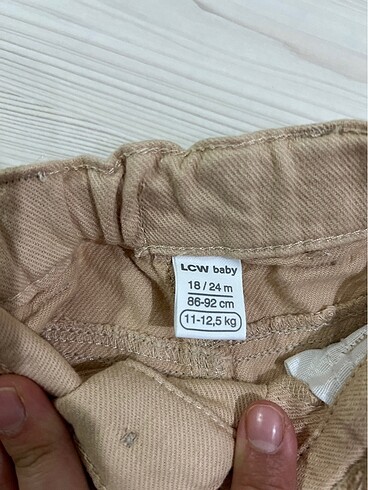 LCW baby
18 / 24 m
86-92 cm
11-12,5 kg